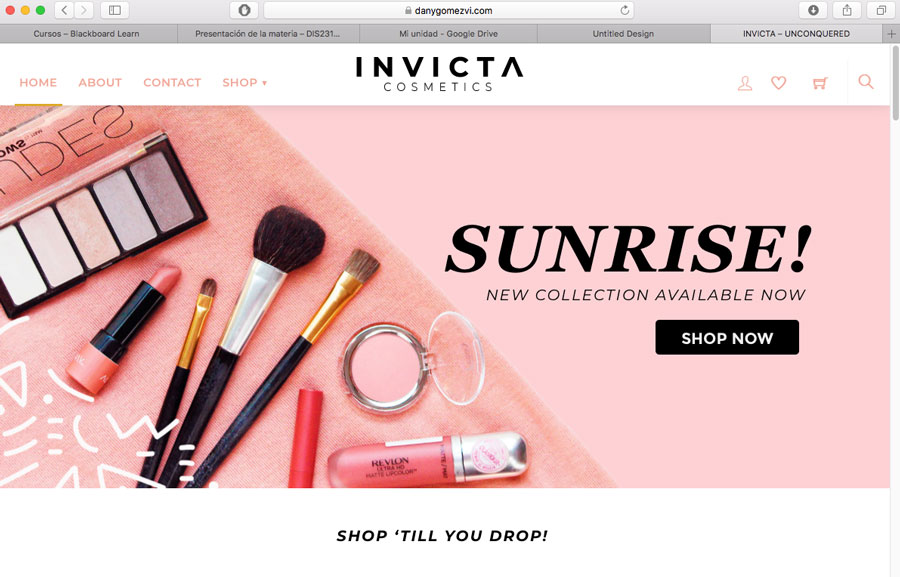 danygomezvi.com
Cursos – Blackboard Learn
Presentación de la materia – DIS231...
Mi unidad - Google Drive
Untitled Design
INVICTA – UNCONQUERED
HOME
ABOUT
CONTACT
SHOP ▾
INVICTA
COSMETICS
SUNRISE!
NEW COLLECTION AVAILABLE NOW
SHOP NOW
REVLON
ULTRA HD
MATTE LIPCOLOR™
SHOP ‘TILL YOU DROP!